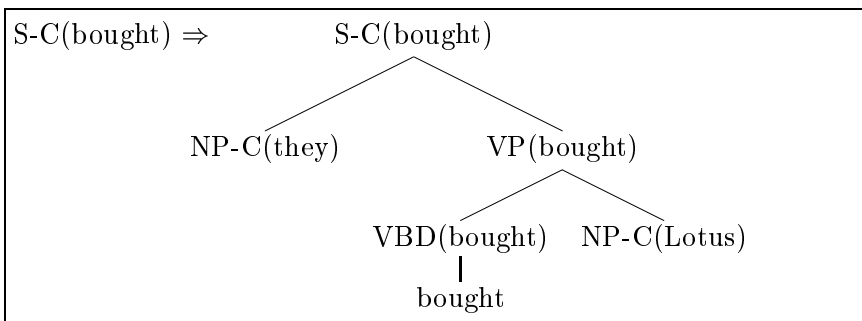 S-C(bought) ⇒ S-C(bought)
NP-C(they) VP(bought)
VBD(bought) NP-C(Lotus)
bought